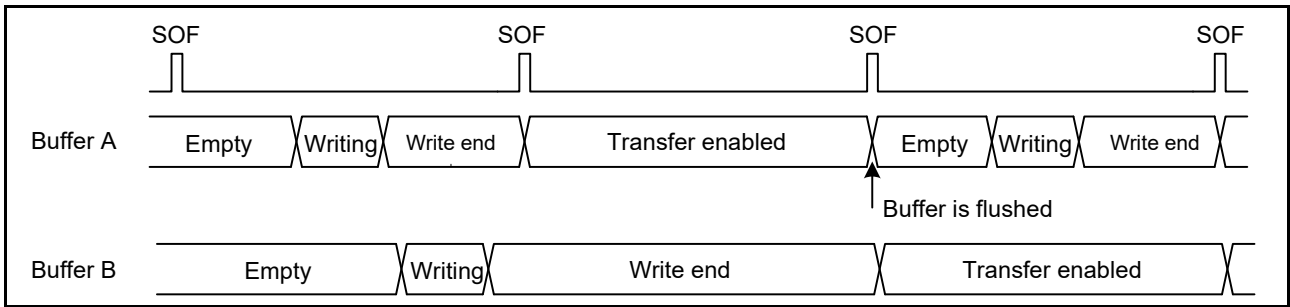 SOF SOF SOF SOF
Buffer A Empty Writing Write end Transfer enabled Empty Writing Write end
Buffer is flushed
Buffer B Empty Writing Write end Transfer enabled